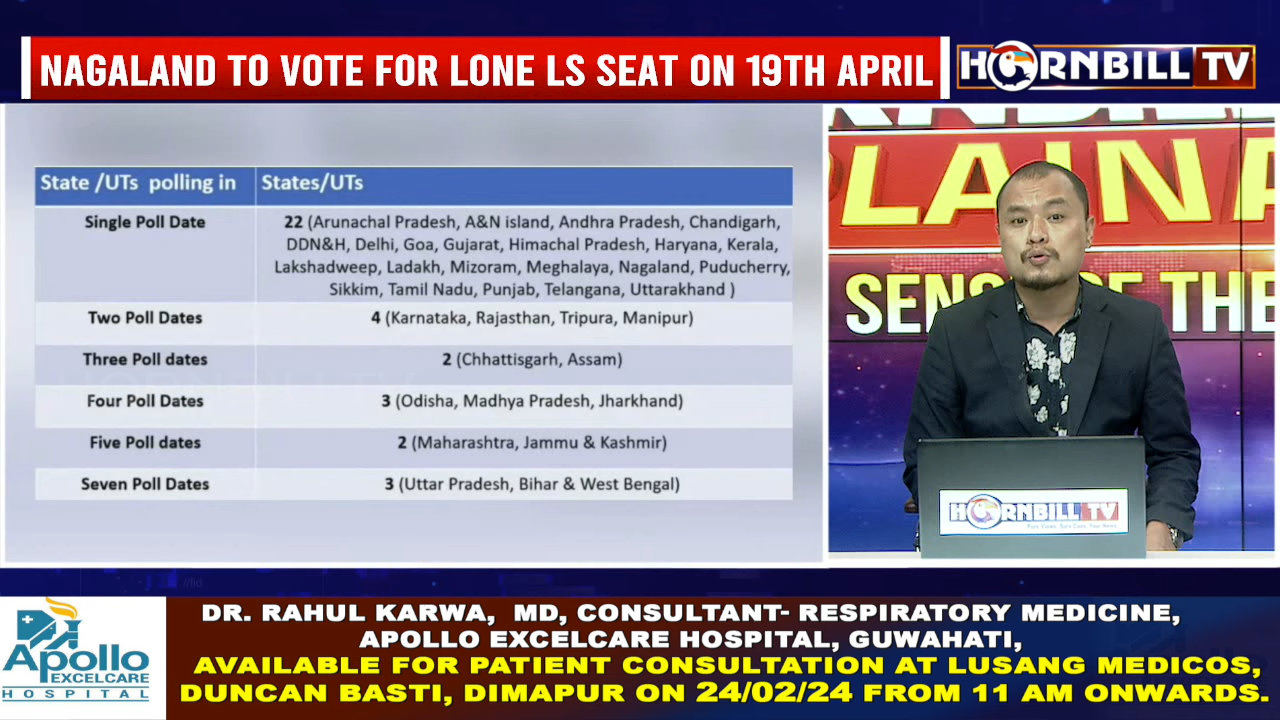 NAGALAND TO VOTE FOR LONE LS SEAT ON 19TH APRIL
HORNBILL TV
State /UTs polling in
States/UTs
Single Poll Date
22 (Arunachal Pradesh, A&N island, Andhra Pradesh, Chandigarh,
DDN&H, Delhi, Goa, Gujarat, Himachal Pradesh, Haryana, Kerala,
Lakshadweep, Ladakh, Mizoram, Meghalaya, Nagaland, Puducherry,
Sikkim, Tamil Nadu, Punjab, Telangana, Uttarakhand )
Two Poll Dates
4 (Karnataka, Rajasthan, Tripura, Manipur)
Three Poll dates
2 (Chhattisgarh, Assam)
Four Poll Dates
3 (Odisha, Madhya Pradesh, Jharkhand)
Five Poll dates
2 (Maharashtra, Jammu & Kashmir)
Seven Poll Dates
3 (Uttar Pradesh, Bihar & West Bengal)
THE
HORNBILL TV
Apollo
EXCELCARE
HOSPITAL
DR. RAHUL KARWA, MD, CONSULTANT- RESPIRATORY MEDICINE,
APOLLO EXCELCARE HOSPITAL, GUWAHATI,
AVAILABLE FOR PATIENT CONSULTATION AT LUSANG MEDICOS,
DUNCAN BASTI, DIMAPUR ON 24/02/24 FROM 11 AM ONWARDS.